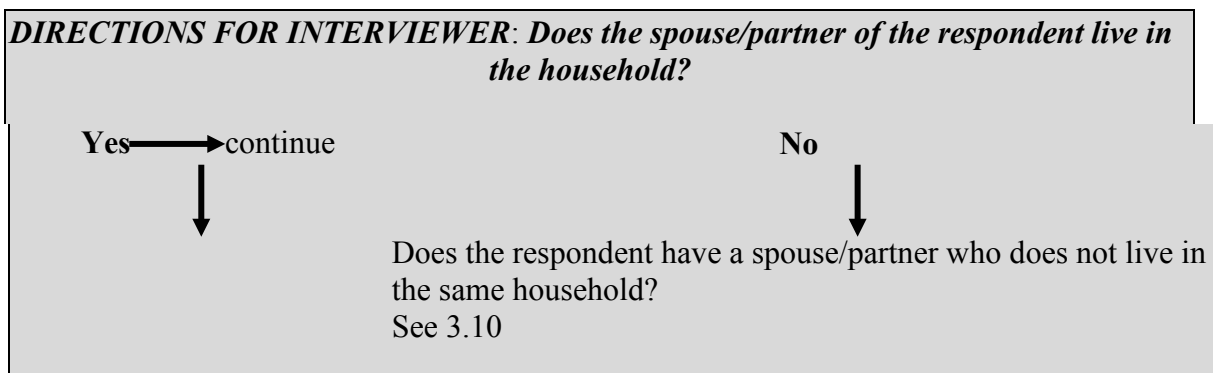 DIRECTIONS FOR INTERVIEWER: Does the spouse/partner of the respondent live in
the household?
Yes continue No
Does the respondent have a spouse/partner who does not live in
the same household?
See 3.10